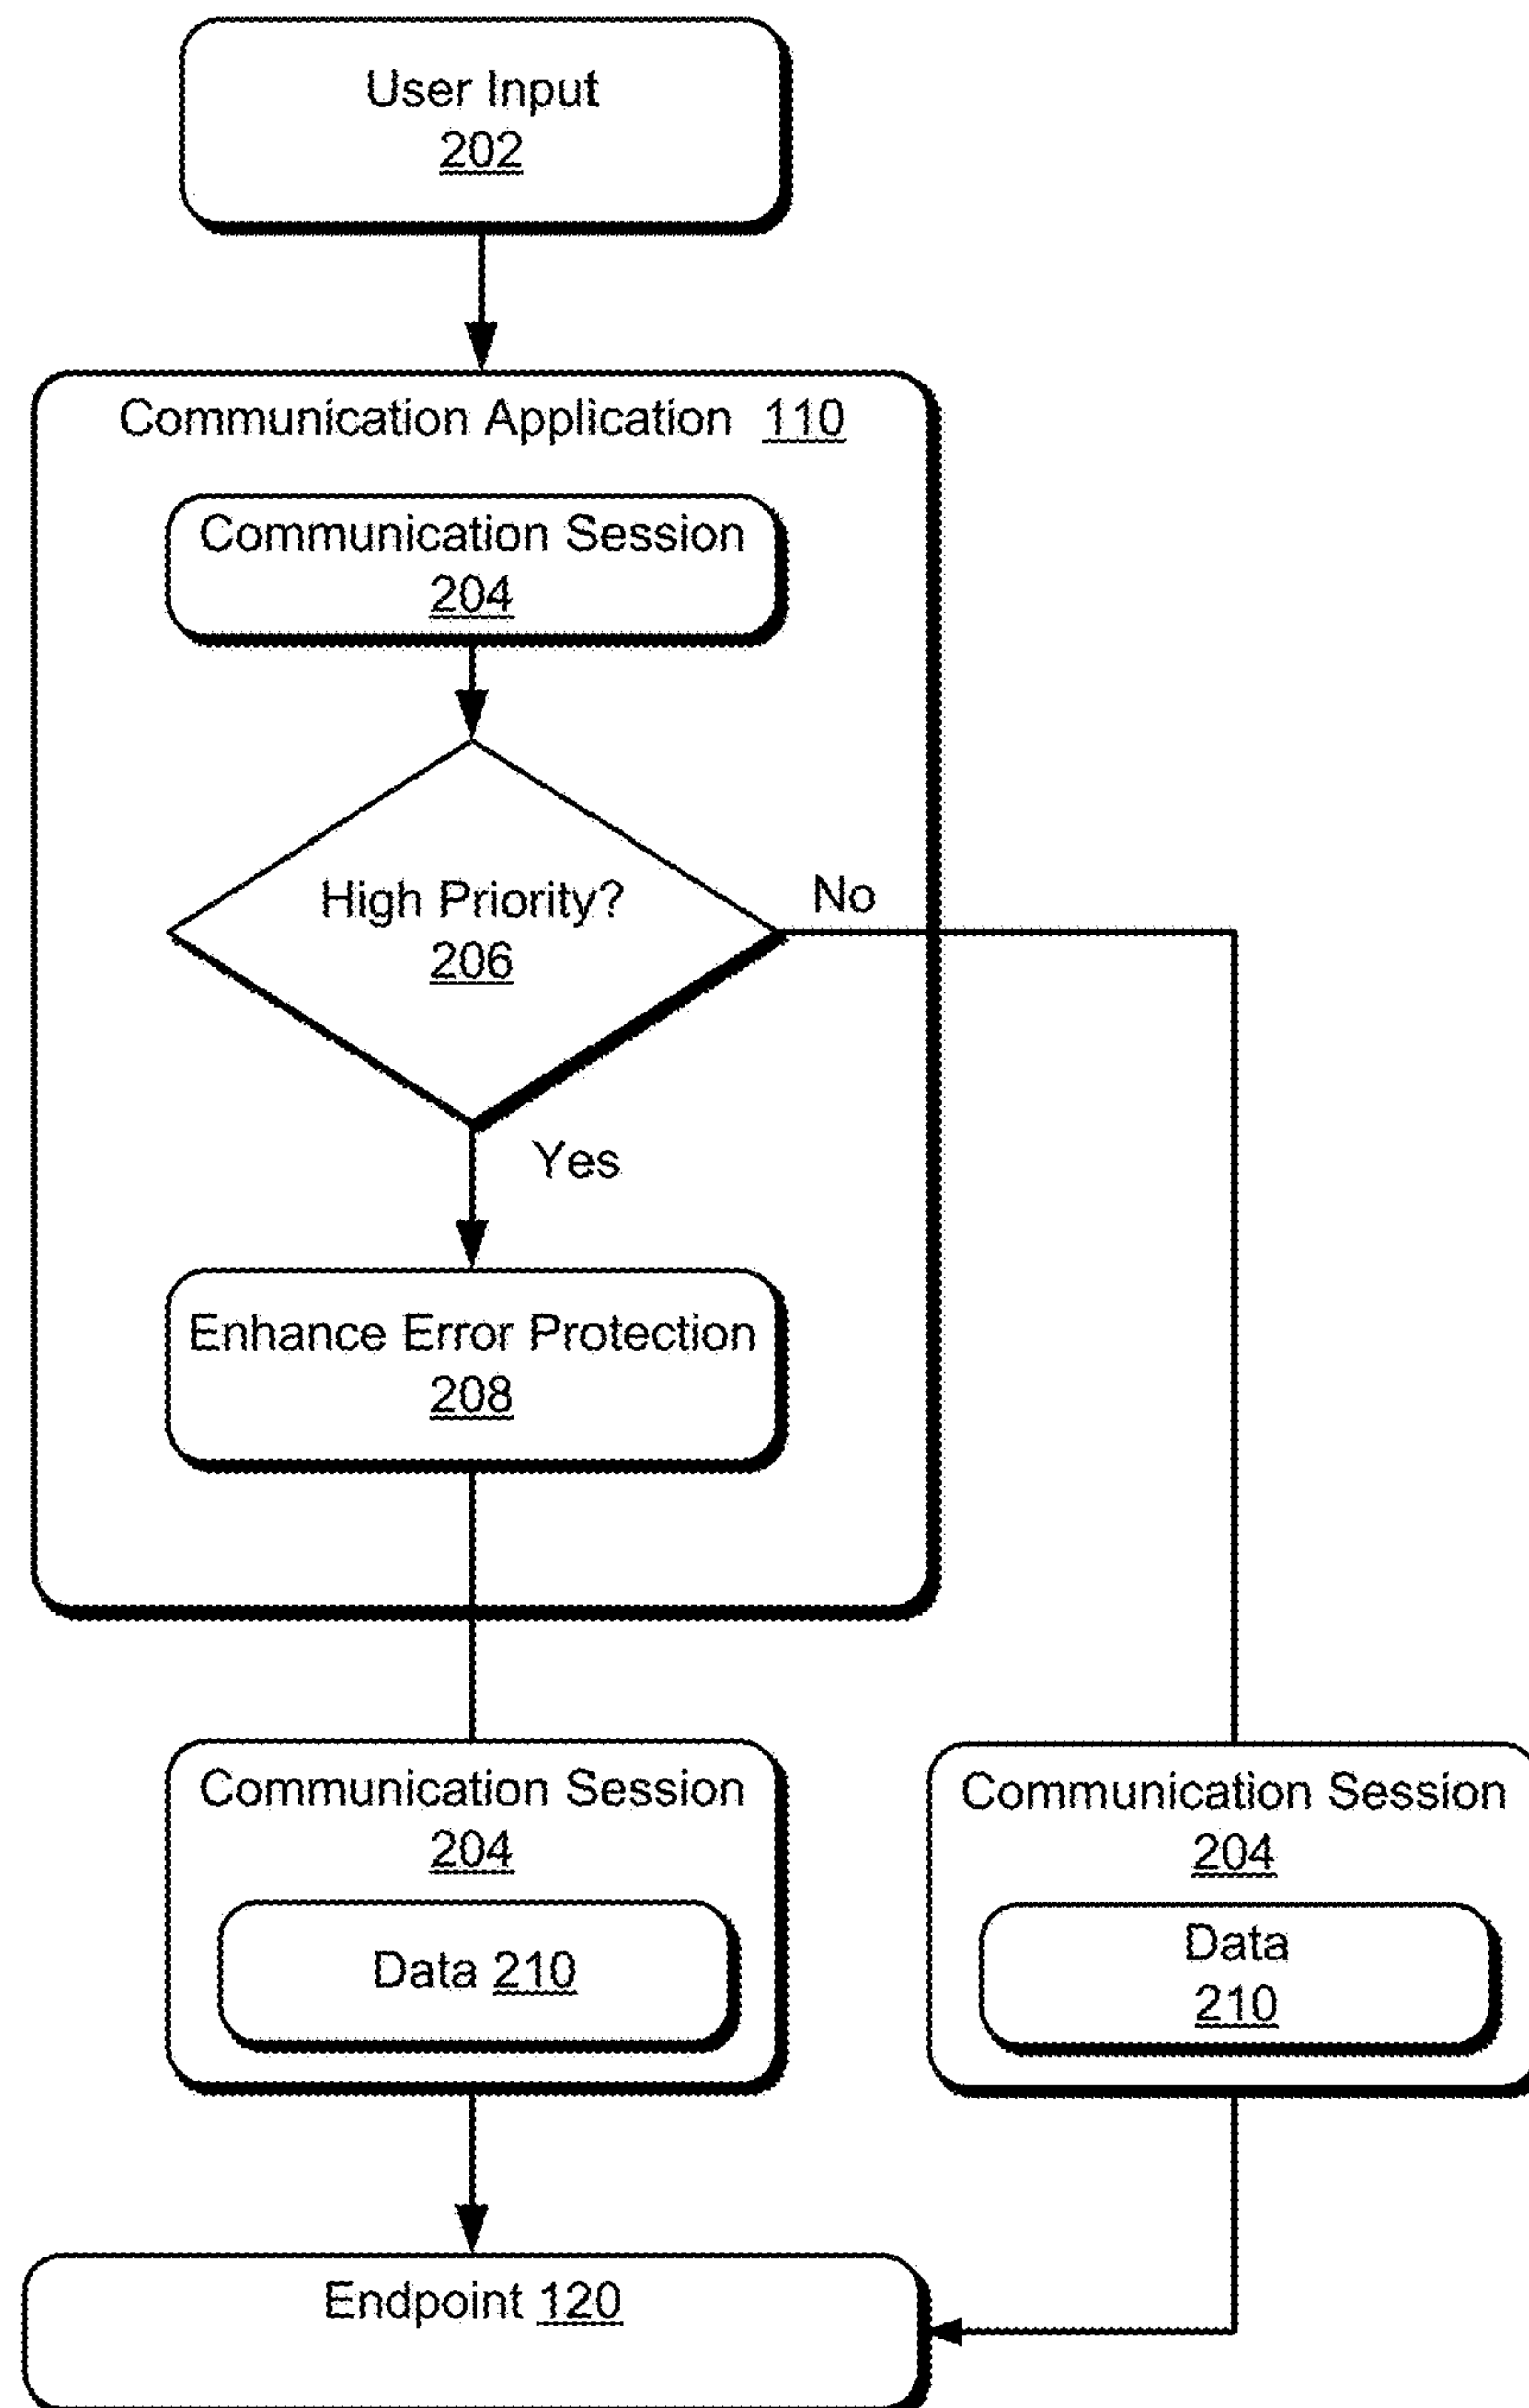 User Input
202
Communication Application 110
Communication Session
204
High Priority?
206
No
Yes
Enhance Error Protection
208
Communication Session
204
Data 210
Communication Session
204
Data
210
Endpoint 120